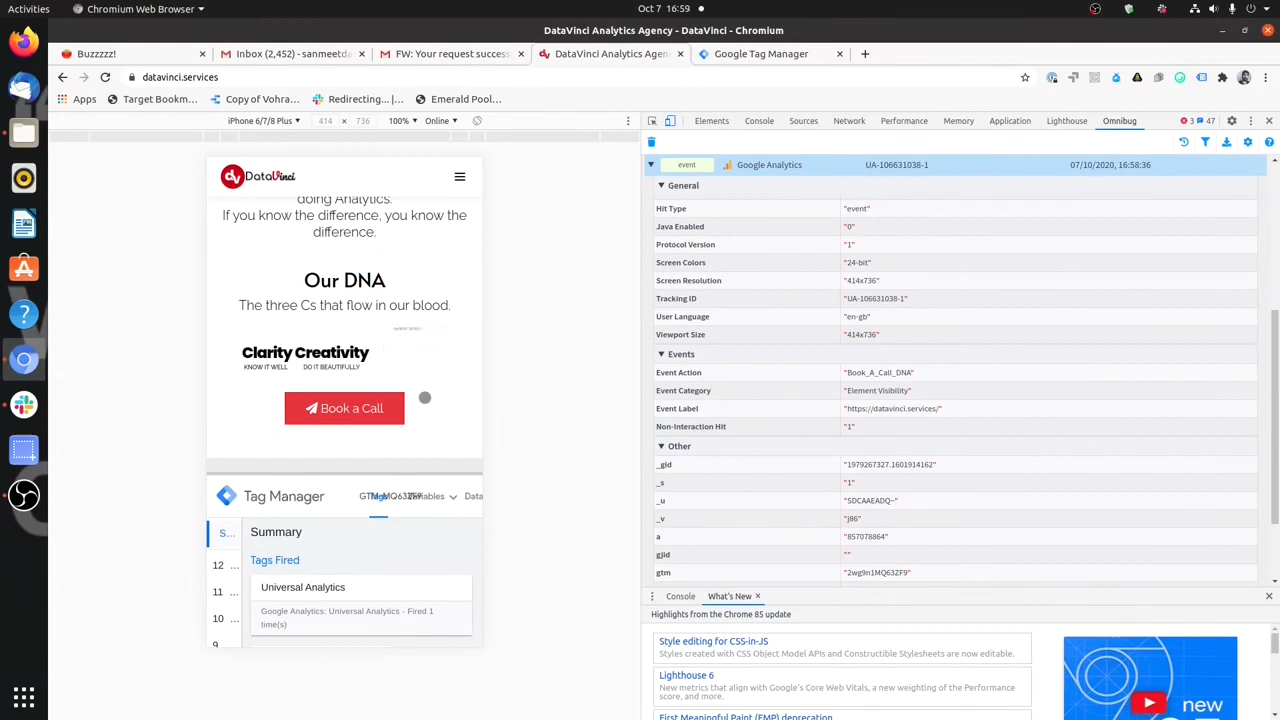 Activities
Chromium Web Browser
Oct 7 16:59
DataVinci Analytics Agency - DataVinci - Chromium
Buzzzzz!
Inbox (2,452) - sanmeetda
FW: Your request success
DataVinci Analytics Agen
Google Tag Manager
datavinci.services
Apps
Target Bookm...
Copy of Vohra...
Redirecting... |...
Emerald Pool...
iPhone 6/7/8 Plus
414 × 736
100%
Online
Elements
Console
Sources
Network
Performance
Memory
Application
Lighthouse
Omnibug
3
47
event
Google Analytics
UA-106631038-1
07/10/2020, 16:58:36
General
Hit Type "event"
Java Enabled "0"
Protocol Version "1"
Screen Colors "24-bit"
Screen Resolution "414x736"
Tracking ID "UA-106631038-1"
User Language "en-gb"
Viewport Size "414x736"
Events
Event Action "Book_A_Call_DNA"
Event Category "Element Visibility"
Event Label "https://datavinci.services/"
Non-Interaction Hit "1"
Other
_gid "1979267327.1601914162"
_s "1"
_u "SDCAAEADQ~"
_v "j86"
a "857078864"
gjid ""
gtm "2wg9n1MQ63ZF9"
Console
What's New
Highlights from the Chrome 85 update
Style editing for CSS-in-JS
Styles created with CSS Object Model APIs and Constructible Stylesheets are now editable.
Lighthouse 6
New metrics that align with Google's Core Web Vitals, a new weighting of the Performance
score, and more.
First Meaningful Paint (FMP) deprecation
new
dv DataVinci
doing Analytics.
If you know the difference, you know the
difference.
Our DNA
The three Cs that flow in our blood.
Clarity Creativity
KNOW IT WELL DO IT BEAUTIFULLY
Book a Call
Tag Manager
GTM-MQ63ZF9
Tags
Variables
Data
S...
Summary
Tags Fired
12 ...
11 ...
10 ...
9
Universal Analytics
Google Analytics: Universal Analytics - Fired 1
time(s)